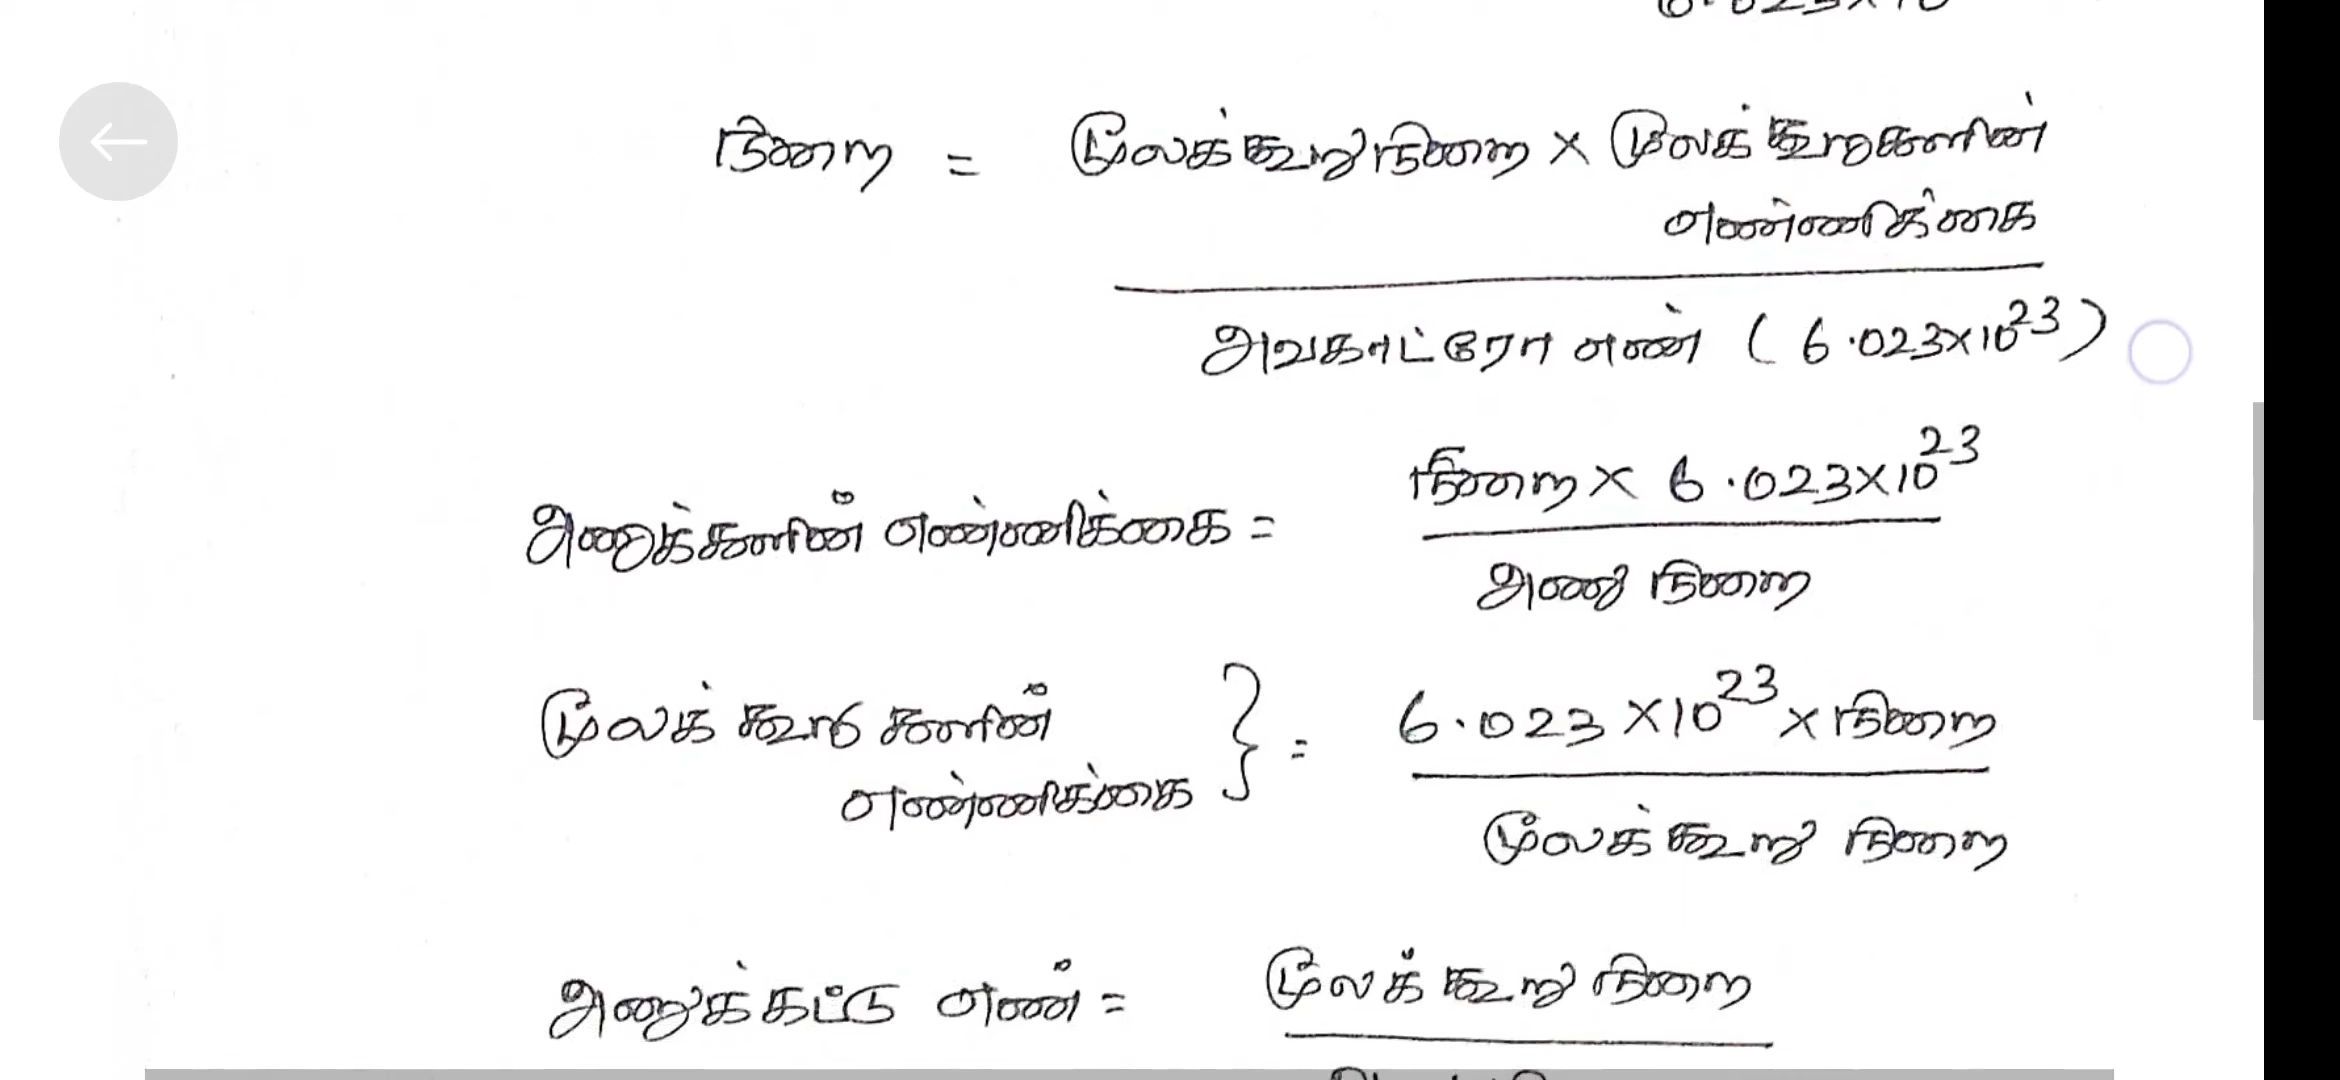 நிறை = மூலக்கூறுநிறை × மூலக்கூறுகளின்
எண்ணிக்கை
அவகாட்ரோ எண் (6.023×10²³)
நிறை × 6.023×10²³
அணுக்களின் எண்ணிக்கை =
அணு நிறை
மூலக் கூறுகளின்
எண்ணிக்கை } = 6.023×10²³ × நிறை
மூலக்கூறு நிறை
அணுக்கட்டு எண் = மூலக்கூறு நிறை